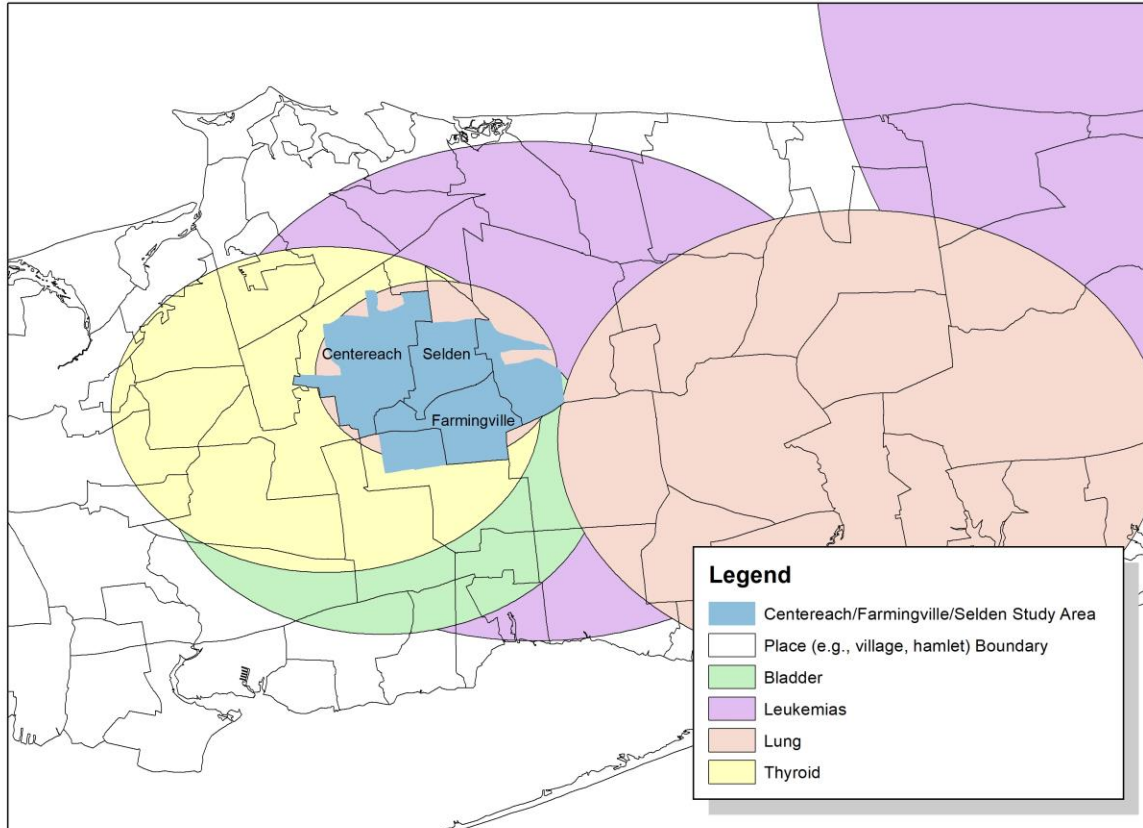 Centereach
Selden
Farmingville
Legend
Centereach/Farmingville/Selden Study Area
Place (e.g., village, hamlet) Boundary
Bladder
Leukemias
Lung
Thyroid